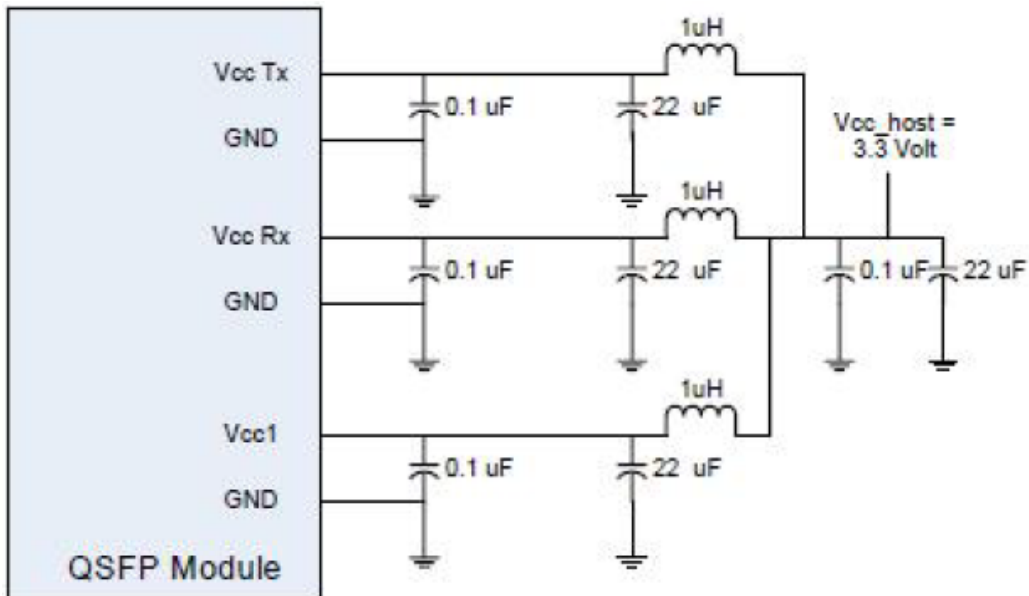 1uH
Vcc Tx
0.1 uF
22 uF
GND
Vcc_host =
3.3 Volt
1uH
Vcc Rx
0.1 uF
22 uF
0.1 uF
22 uF
GND
1uH
Vcc1
0.1 uF
22 uF
GND
QSFP Module